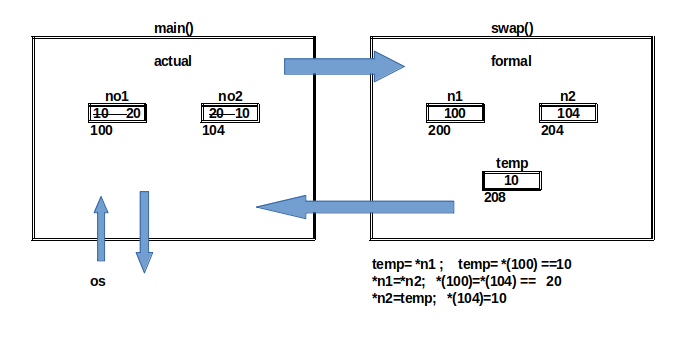 main() swap()
actual formal
no1 no2 n1 n2
10 20 20 10 100 104
100 104 200 204
temp
10
208
os
temp= *n1 ; temp= *(100) ==10
*n1=*n2; *(100)=*(104) == 20
*n2=temp; *(104)=10